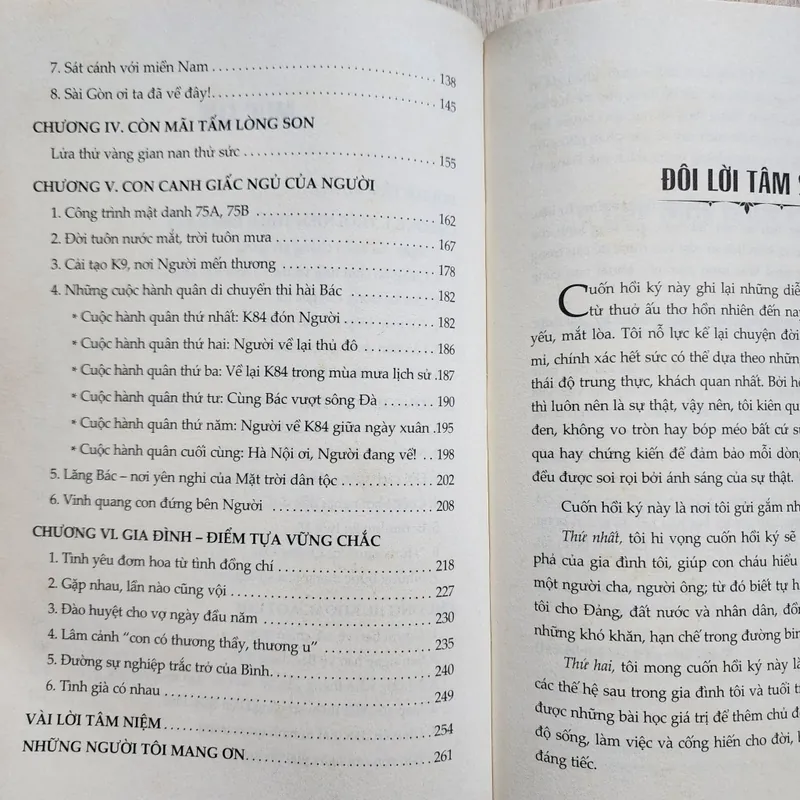 7. Sát cánh với miền Nam 138
8. Sài Gòn ơi ta đã về đây! 145
CHƯƠNG IV. CÒN MÃI TẤM LÒNG SON
Lửa thử vàng gian nan thử sức 155
CHƯƠNG V. CON CANH GIẤC NGỦ CỦA NGƯỜI
1. Công trình mật danh 75A, 75B 162
2. Đời tuôn nước mắt, trời tuôn mưa 167
3. Cải tạo K9, nơi Người mến thương 178
4. Những cuộc hành quân di chuyển thi hài Bác 182
* Cuộc hành quân thứ nhất: K84 đón Người 182
* Cuộc hành quân thứ hai: Người về lại thủ đô 186
* Cuộc hành quân thứ ba: Về lại K84 trong mùa mưa lịch sử 187
* Cuộc hành quân thứ tư: Cùng Bác vượt sông Đà 190
* Cuộc hành quân thứ năm: Người về K84 giữa ngày xuân 195
* Cuộc hành quân cuối cùng: Hà Nội ơi, Người đang về! 198
5. Lăng Bác – nơi yên nghỉ của Mặt trời dân tộc 202
6. Vinh quang con đứng bên Người 208
CHƯƠNG VI. GIA ĐÌNH – ĐIỂM TỰA VỮNG CHẮC
1. Tình yêu đơm hoa từ tình đồng chí 218
2. Gặp nhau, lần nào cũng vội 227
3. Đào huyệt cho vợ ngày đầu năm 230
4. Lâm cảnh “con có thương thầy, thương u” 235
5. Đường sự nghiệp trắc trở của Bình 240
6. Tình già có nhau 249
VÀI LỜI TÂM NIỆM 254
NHỮNG NGƯỜI TÔI MANG ƠN 261
ĐÔI LỜI TÂM
Cuốn hồi ký này ghi lại những
từ thuở ấu thơ hồn nhiên đến
yếu, mắt lòa. Tôi nỗ lực kể lại chuyện đời
mỉ, chính xác hết sức có thể dựa theo những
thái độ trung thực, khách quan nhất. Bởi
thì luôn nên là sự thật, vậy nên, tôi kiên
đen, không vo tròn hay bóp méo bất cứ
qua hay chứng kiến để đảm bảo mỗi dòng
đều được soi rọi bởi ánh sáng của sự thật.
Cuốn hồi ký này là nơi tôi gửi gắm
Thứ nhất, tôi hi vọng cuốn hồi ký sẽ
phả của gia đình tôi, giúp con cháu hiểu
một người cha, người ông; từ đó biết tự
tôi cho Đảng, đất nước và nhân dân,
những khó khăn, hạn chế trong đường
Thứ hai, tôi mong cuốn hồi ký này là
các thế hệ sau trong gia đình tôi và tuổi
được những bài học giá trị để thêm chủ
độ sống, làm việc và cống hiến cho đời,
đáng tiếc.